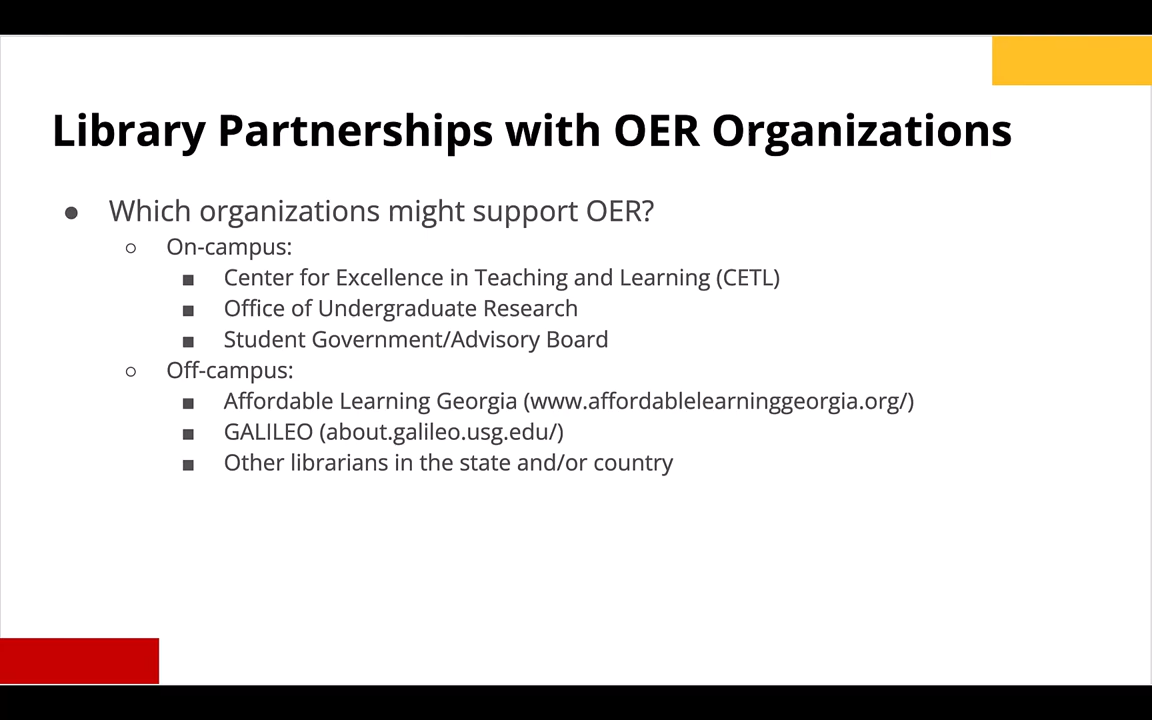 Library Partnerships with OER Organizations
● Which organizations might support OER?
○ On-campus:
■ Center for Excellence in Teaching and Learning (CETL)
■ Office of Undergraduate Research
■ Student Government/Advisory Board
○ Off-campus:
■ Affordable Learning Georgia (www.affordablelearninggeorgia.org/)
■ GALILEO (about.galileo.usg.edu/)
■ Other librarians in the state and/or country